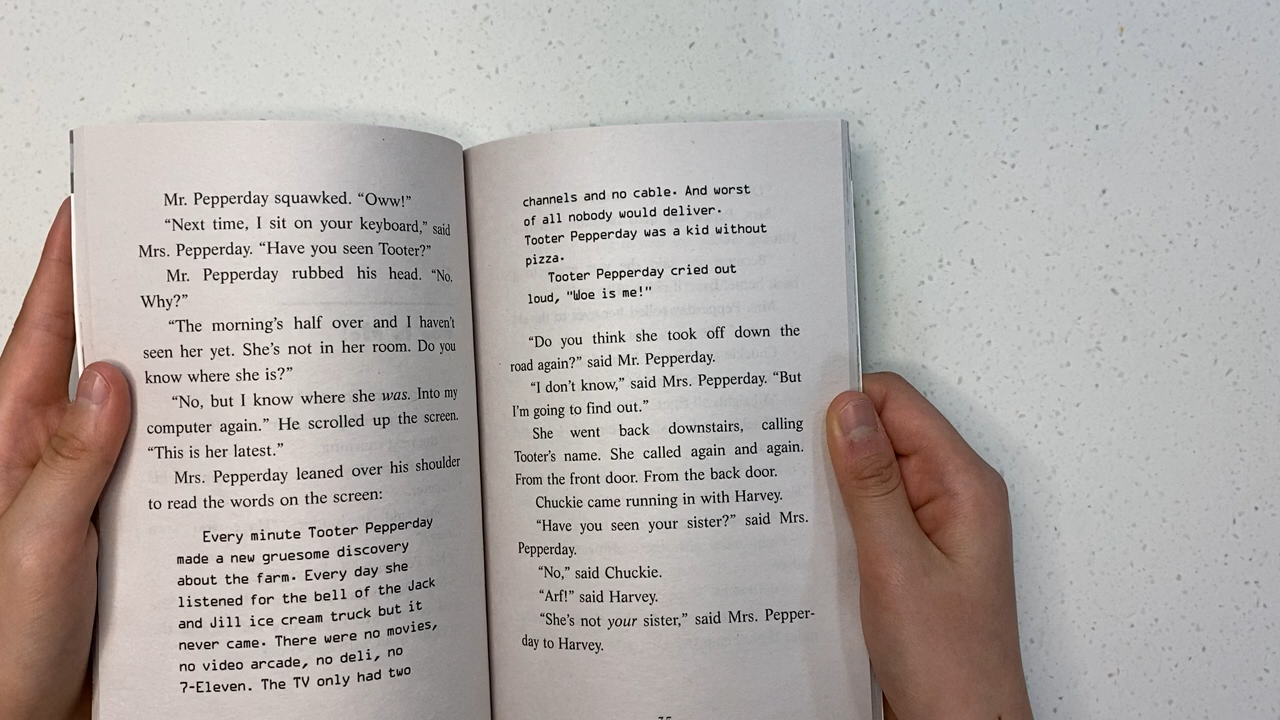 Mr. Pepperday squawked. “Oww!”
“Next time, I sit on your keyboard,” said
Mrs. Pepperday. “Have you seen Tooter?”
Mr. Pepperday rubbed his head. “No.
Why?”
“The morning’s half over and I haven’t
seen her yet. She’s not in her room. Do you
know where she is?”
“No, but I know where she was. Into my
computer again.” He scrolled up the screen.
“This is her latest.”
Mrs. Pepperday leaned over his shoulder
to read the words on the screen:
Every minute Tooter Pepperday
made a new gruesome discovery
about the farm. Every day she
listened for the bell of the Jack
and Jill ice cream truck but it
never came. There were no movies,
no video arcade, no deli, no
7-Eleven. The TV only had two
channels and no cable. And worst
of all nobody would deliver.
Tooter Pepperday was a kid without
pizza.
Tooter Pepperday cried out
loud, "Woe is me!"
“Do you think she took off down the
road again?” said Mr. Pepperday.
“I don’t know,” said Mrs. Pepperday. “But
I’m going to find out.”
She went back downstairs, calling
Tooter’s name. She called again and again.
From the front door. From the back door.
Chuckie came running in with Harvey.
“Have you seen your sister?” said Mrs.
Pepperday.
“No,” said Chuckie.
“Arf!” said Harvey.
“She’s not your sister,” said Mrs. Pepper-
day to Harvey.